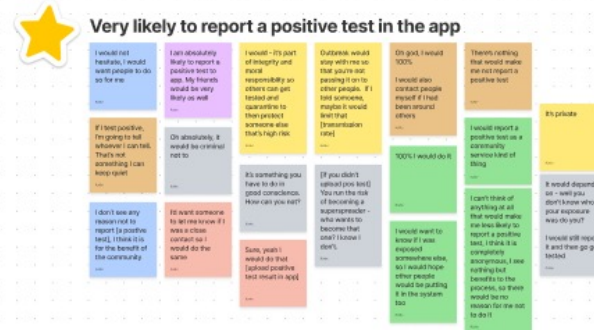 Very likely to report a positive test in the app
I would not
hesitate, I would
want people to do
so for me
I am absolutely
likely to report a
positive test to
app. My friends
would be very
likely as well
I would - it's part
of integrity and
moral
responsibility so
others can get
tested and
quarantine to
then protect
someone else
that's high risk
Outbreak would
stay with me so
that you're not
passing it on to
other people. If I
told someone,
maybe it would
limit that
[transmission
rate]
Oh god, I would
100%
I would also
contact people
myself if I had
been around
others
There's nothing
that would make
me not report a
positive test
It's private
If I test positive,
I'm going to tell
whoever I can tell.
That's not
something I can
keep quiet
Oh absolutely, it
would be criminal
not to
It's something you
have to do in
good conscience.
How can you not?
[If you didn't
upload pos test]
You run the risk
of becoming a
superspreader -
who wants to
become that
one? I know I
don't.
100% I would do it
I would report a
positive test as a
community
service kind of
thing
It would depend
on - well you
don't know who
your exposure
was do you?
I would still repo
it and then go ge
tested
I don't see any
reason not to
report [a positive
test], I think it is
for the benefit of
the community
I'd want someone
to let me know if I
was a close
contact so I
would do the
same
Sure, yeah I
would do that
[upload positive
test result in app]
I would want to
know if I was
exposed
somewhere else,
so I would hope
other people
would be putting
it in the system
too
I can't think of
anything at all
that would make
me less likely to
report a positive
test, I think it is
completely
anonymous, I see
nothing but
benefits to the
process, so there
would be no
reason for me not
to do it